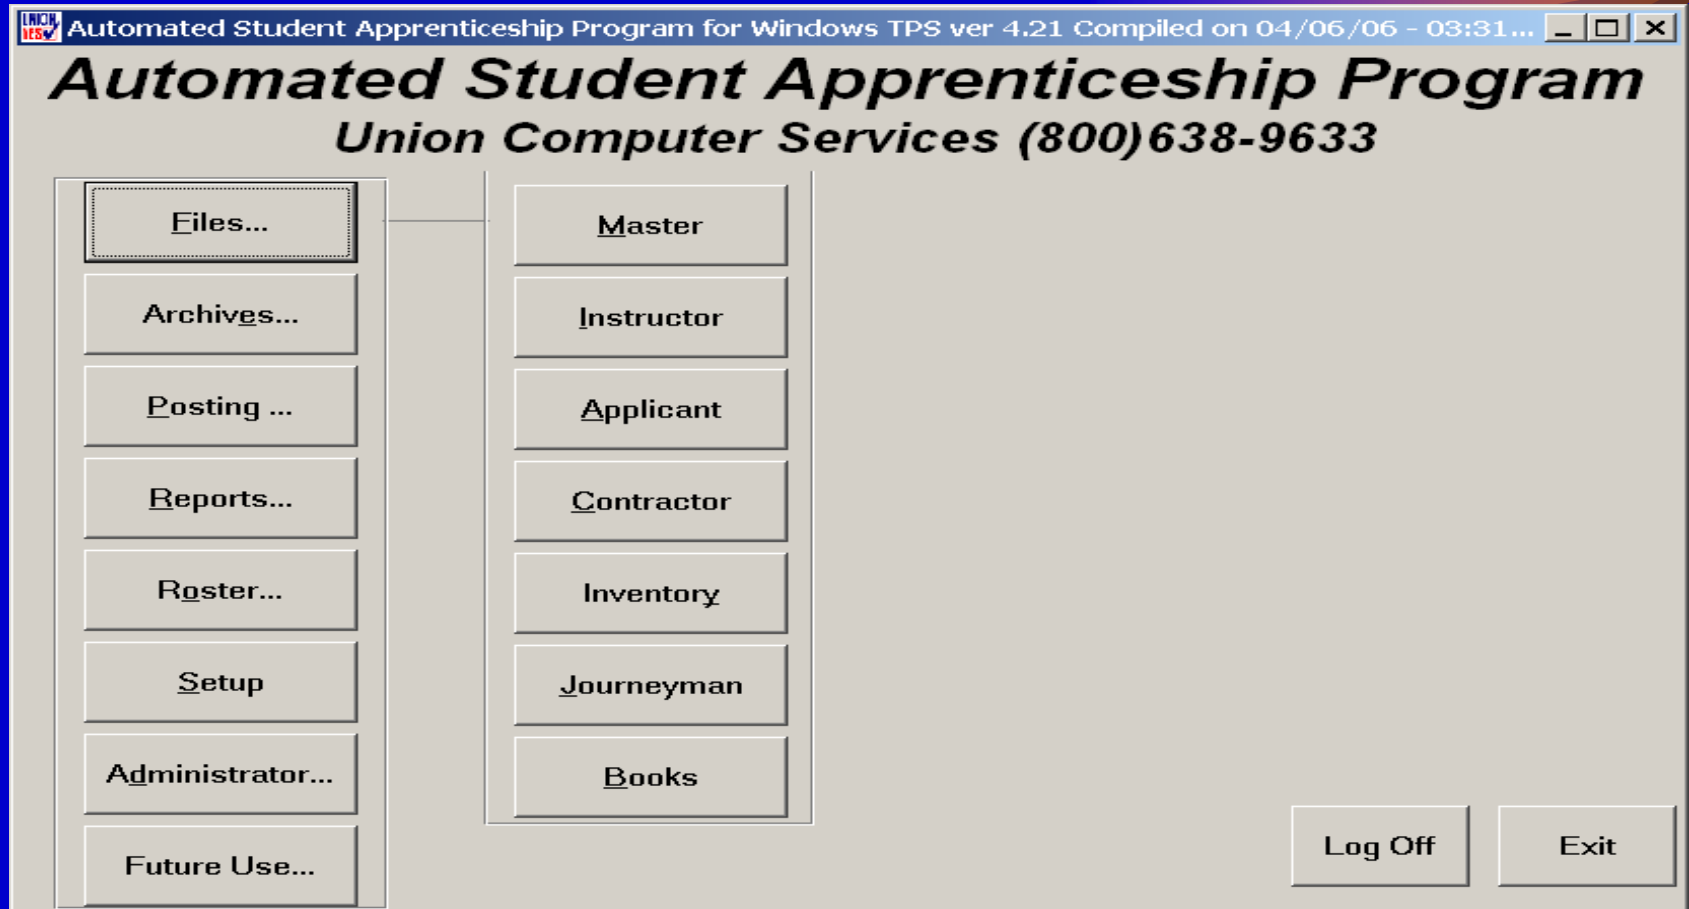 UNION YES Automated Student Apprenticeship Program for Windows TPS ver 4.21 Compiled on 04/06/06 - 03:31...
Automated Student Apprenticeship Program
Union Computer Services (800)638-9633
Files...
Archives...
Posting ...
Reports...
Roster...
Setup
Administrator...
Future Use...
Master
Instructor
Applicant
Contractor
Inventory
Journeyman
Books
Log Off
Exit